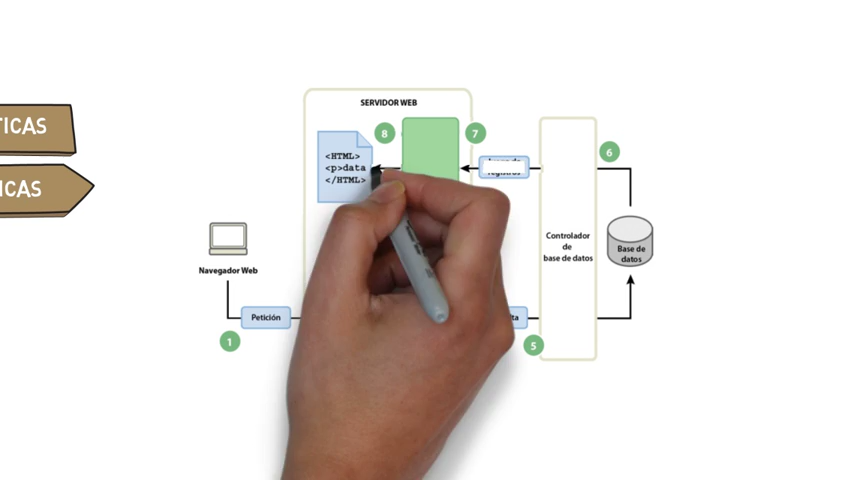 TICAS
ICAS
SERVIDOR WEB
8
7
6
<HTML>
<p>data
</HTML>
Controlador
de
base de datos
Base de
datos
Navegador Web
Petición
ta
1
5